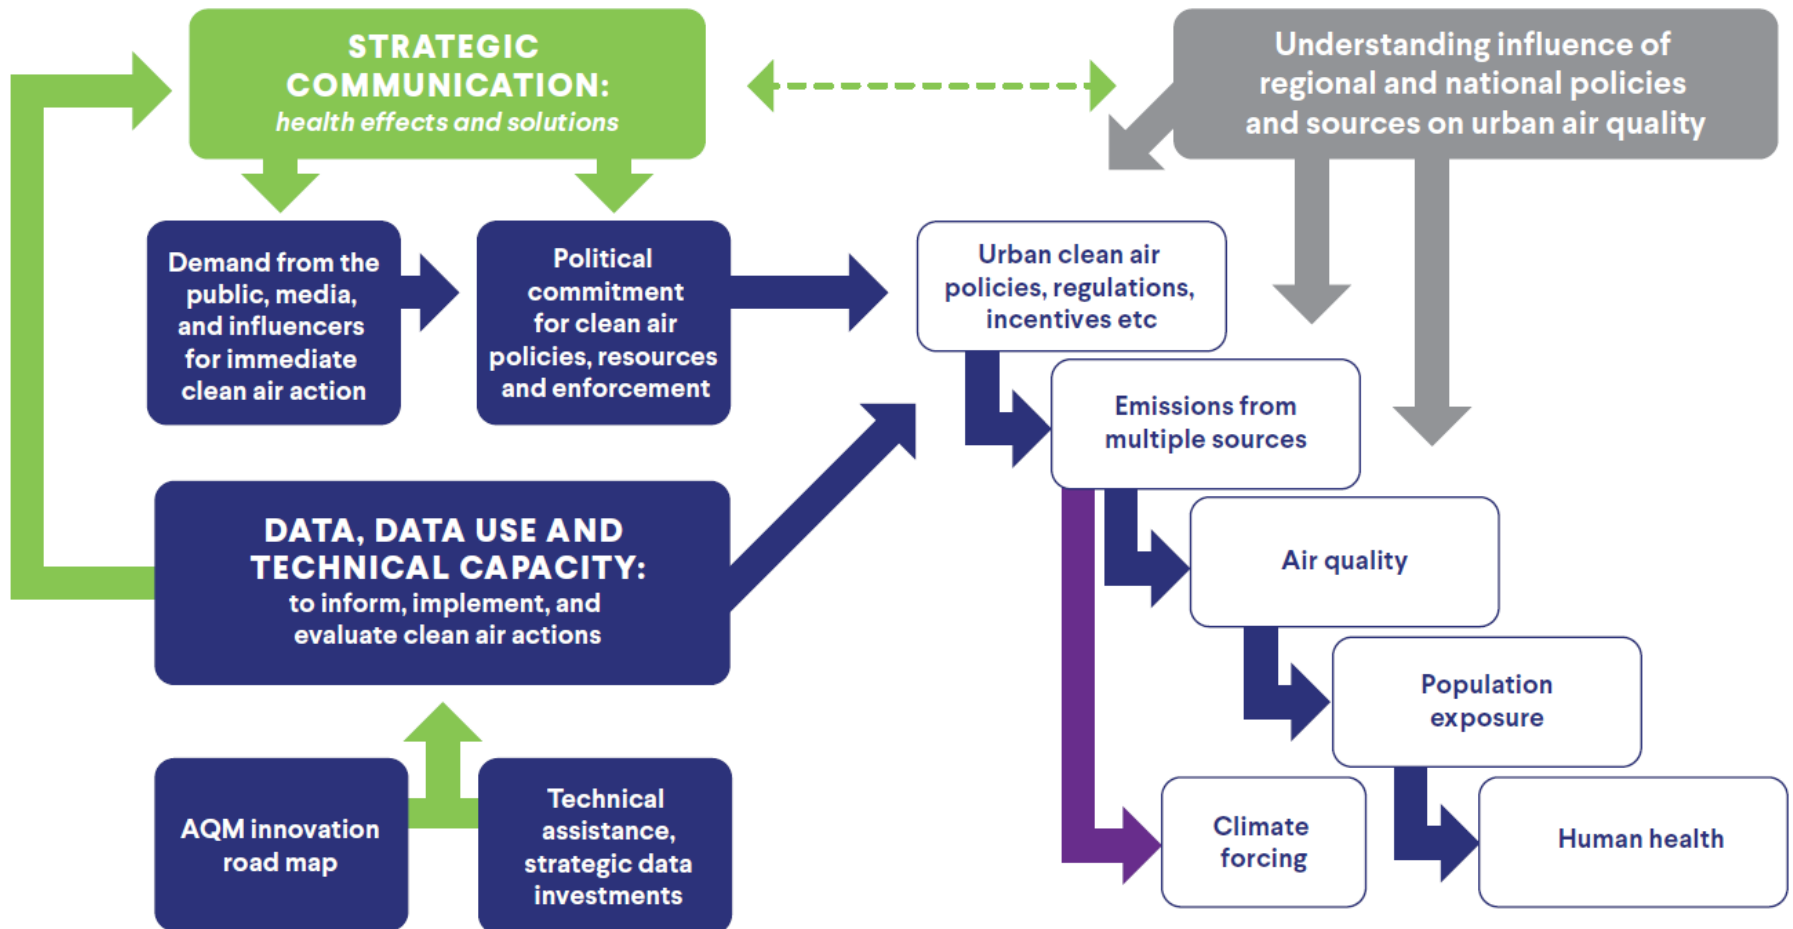 STRATEGIC
COMMUNICATION:
health effects and solutions
Understanding influence of
regional and national policies
and sources on urban air quality
Demand from the
public, media,
and influencers
for immediate
clean air action
Political
commitment
for clean air
policies, resources
and enforcement
Urban clean air
policies, regulations,
incentives etc
Emissions from
multiple sources
DATA, DATA USE AND
TECHNICAL CAPACITY:
to inform, implement, and
evaluate clean air actions
Air quality
Population
exposure
AQM innovation
road map
Technical
assistance,
strategic data
investments
Climate
forcing
Human health